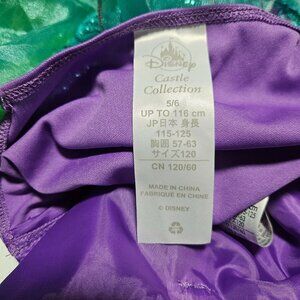 Disney
Castle
Collection
5/6
UP TO 116 cm
JP日本 身長
115-125
胸囲 57-63
サイズ120
CN 120/60
MADE IN CHINA
FABRIQUÉ EN CHINE
© DISNEY